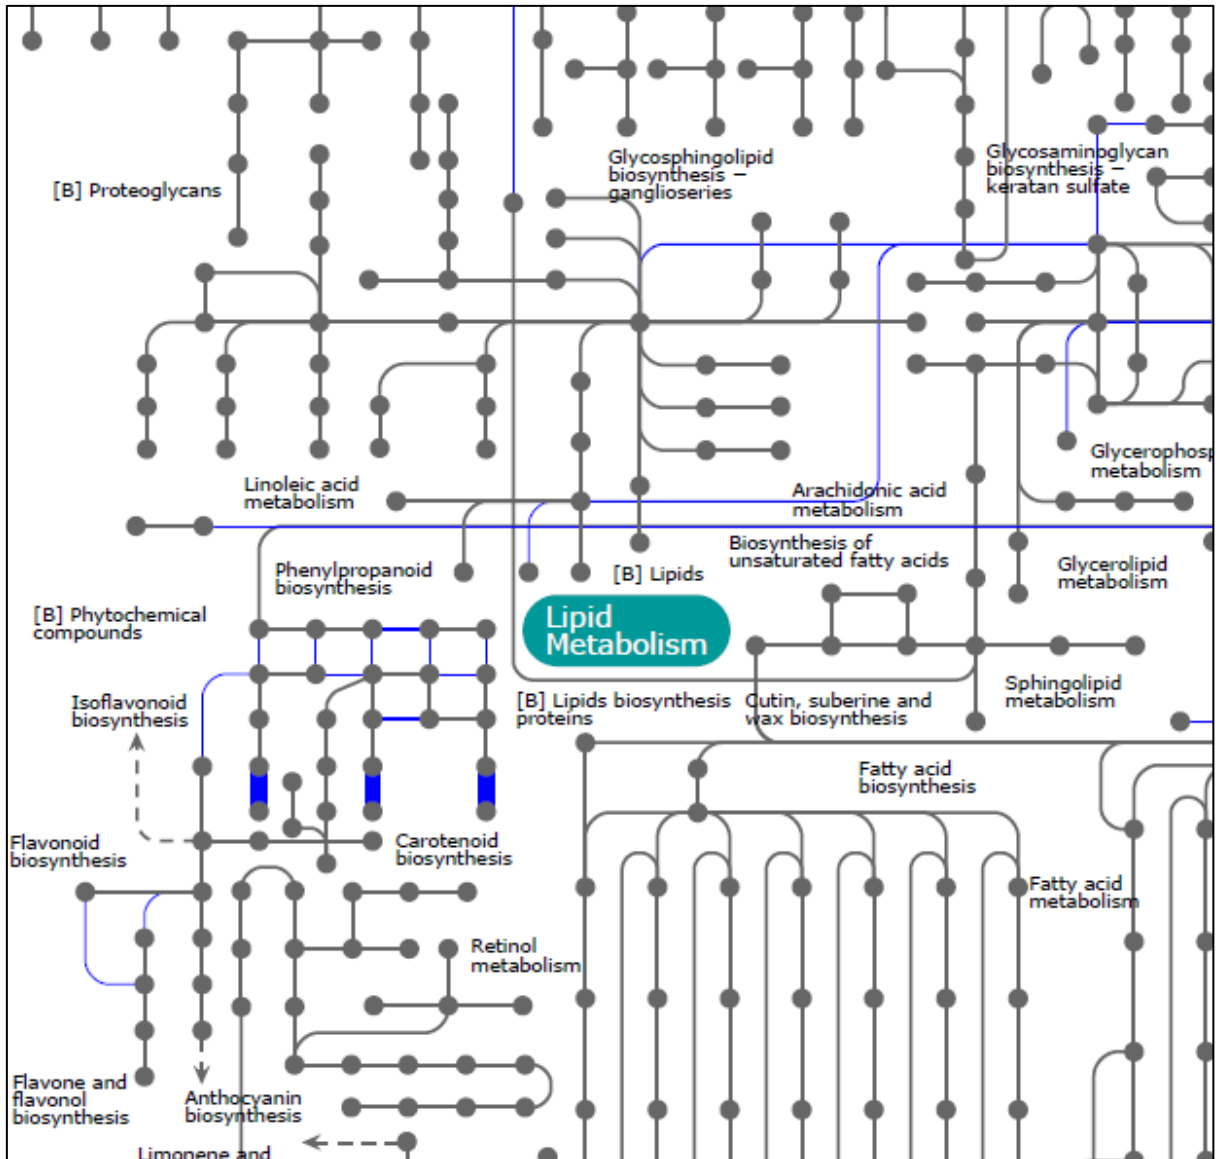 Glycosphingolipid
biosynthesis –
ganglioseries
Glycosaminoglycan
biosynthesis –
keratan sulfate
[B] Proteoglycans
Linoleic acid
metabolism
Arachidonic acid
metabolism
Glycerophosp
metabolism
Phenylpropanoid
biosynthesis
[B] Lipids
Biosynthesis of
unsaturated fatty acids
Glycerolipid
metabolism
[B] Phytochemical
compounds
Lipid
Metabolism
Isoflavonoid
biosynthesis
[B] Lipids biosynthesis
proteins
Cutin, suberine and
wax biosynthesis
Sphingolipid
metabolism
Fatty acid
biosynthesis
Flavonoid
biosynthesis
Carotenoid
biosynthesis
Fatty acid
metabolism
Retinol
metabolism
Flavone and
flavonol
biosynthesis
Anthocyanin
biosynthesis
Limonene and